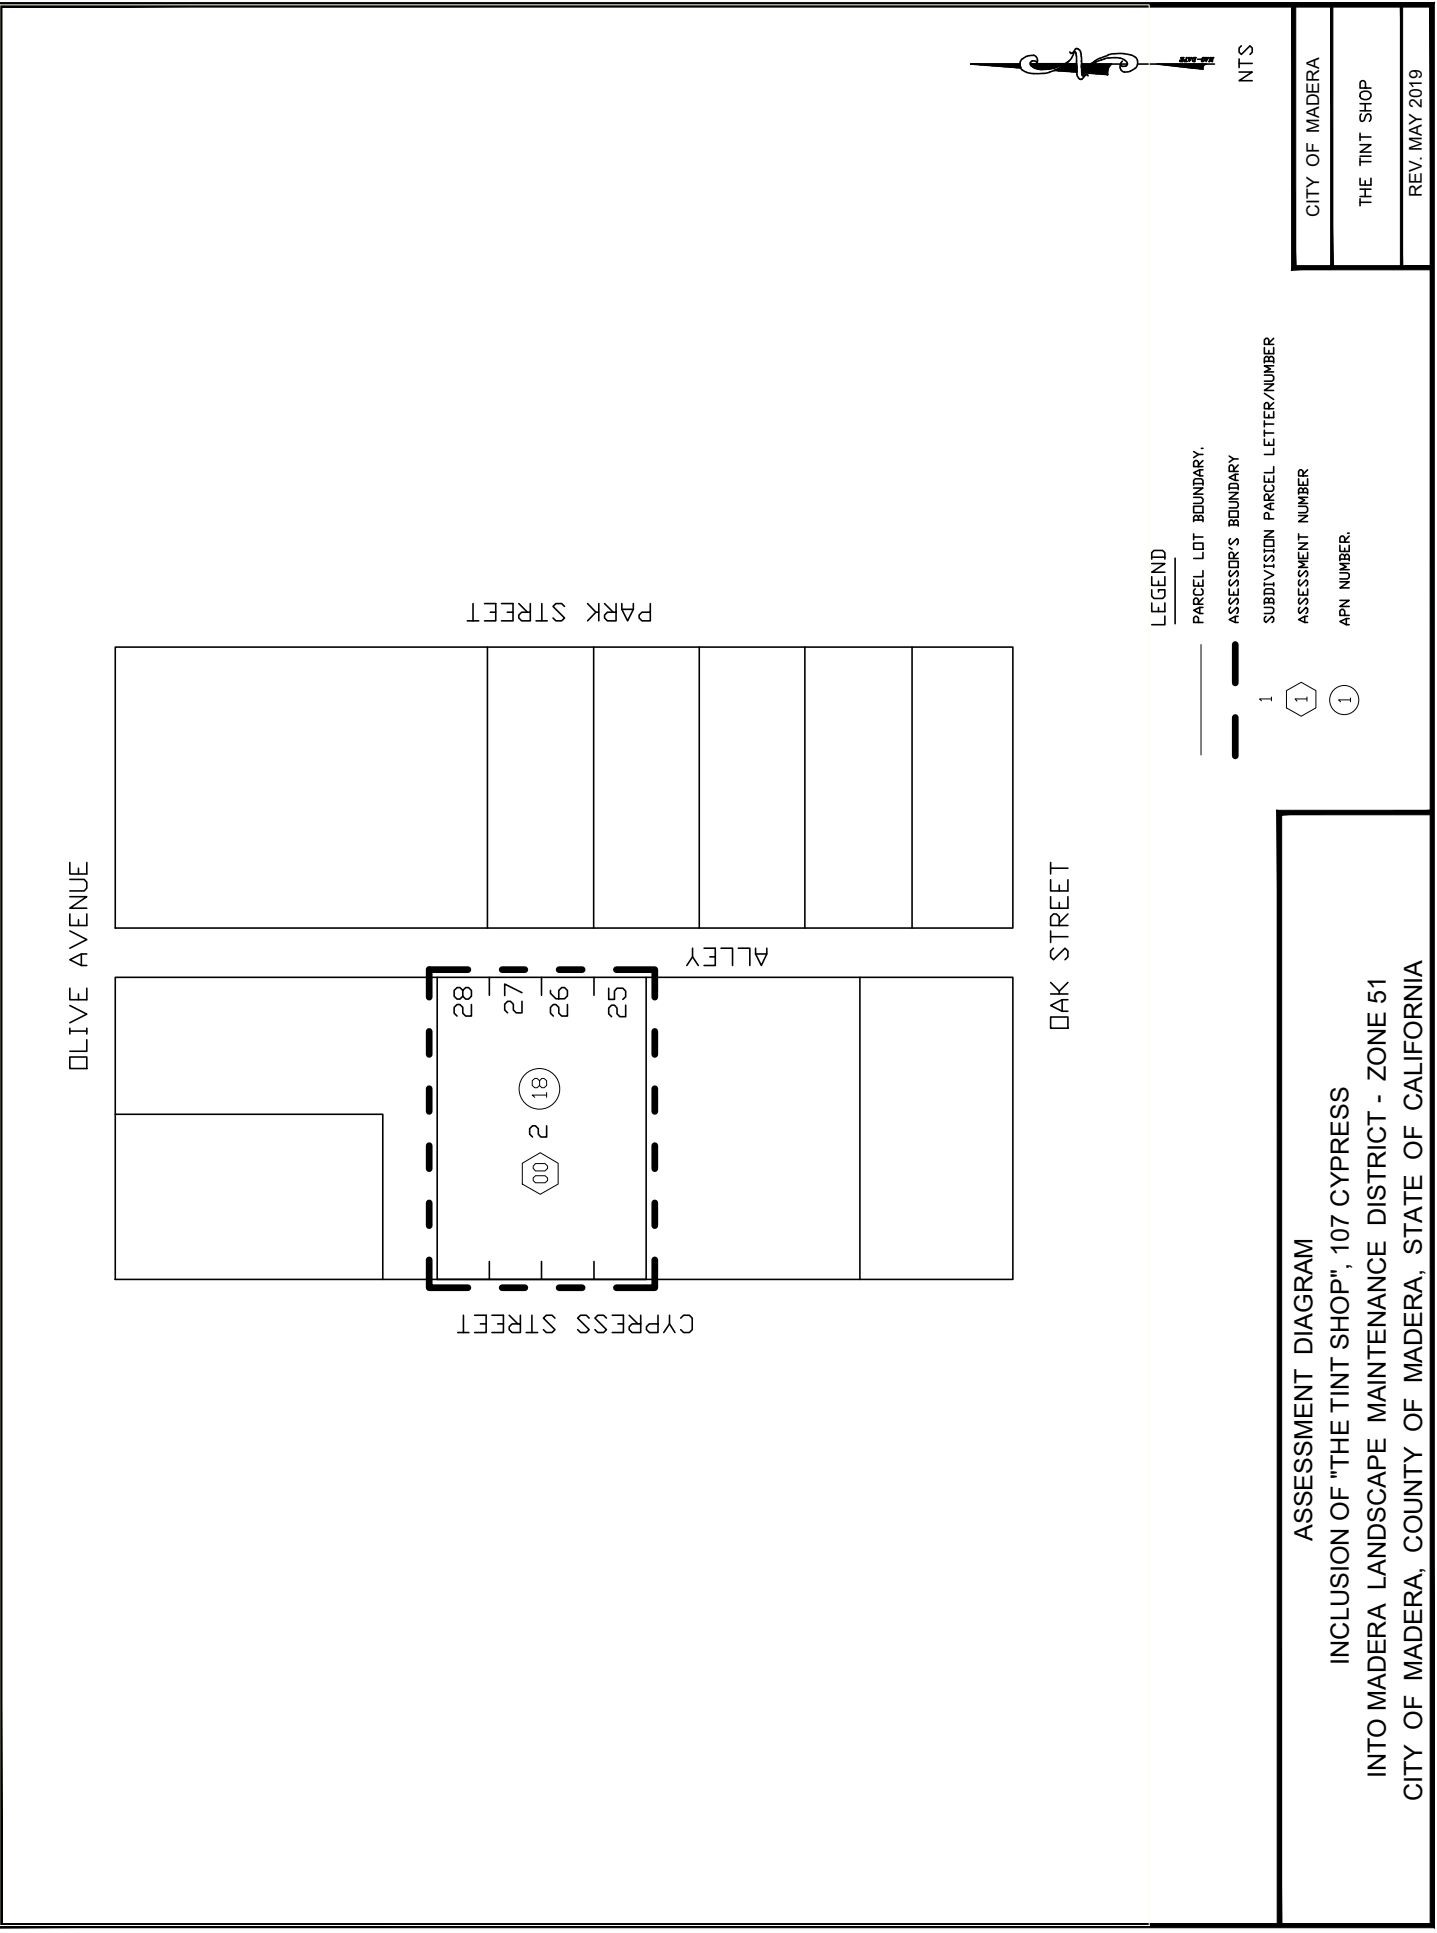 OLIVE AVENUE
PARK STREET
ALLEY
28
27
26
25
00 2 18
CYPRESS STREET
OAK STREET
NTS
LEGEND
PARCEL LOT BOUNDARY.
ASSESSOR'S BOUNDARY
1 SUBDIVISION PARCEL LETTER/NUMBER
1 ASSESSMENT NUMBER
1 APN NUMBER.
ASSESSMENT DIAGRAM
INCLUSION OF "THE TINT SHOP", 107 CYPRESS
INTO MADERA LANDSCAPE MAINTENANCE DISTRICT - ZONE 51
CITY OF MADERA, COUNTY OF MADERA, STATE OF CALIFORNIA
CITY OF MADERA
THE TINT SHOP
REV. MAY 2019